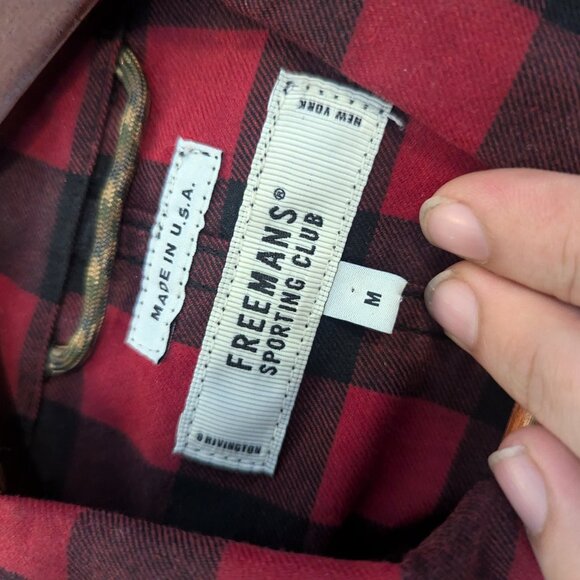 NEW YORK
FREEMANS®
SPORTING CLUB
8 RIVINGTON
MADE IN U.S.A.
M